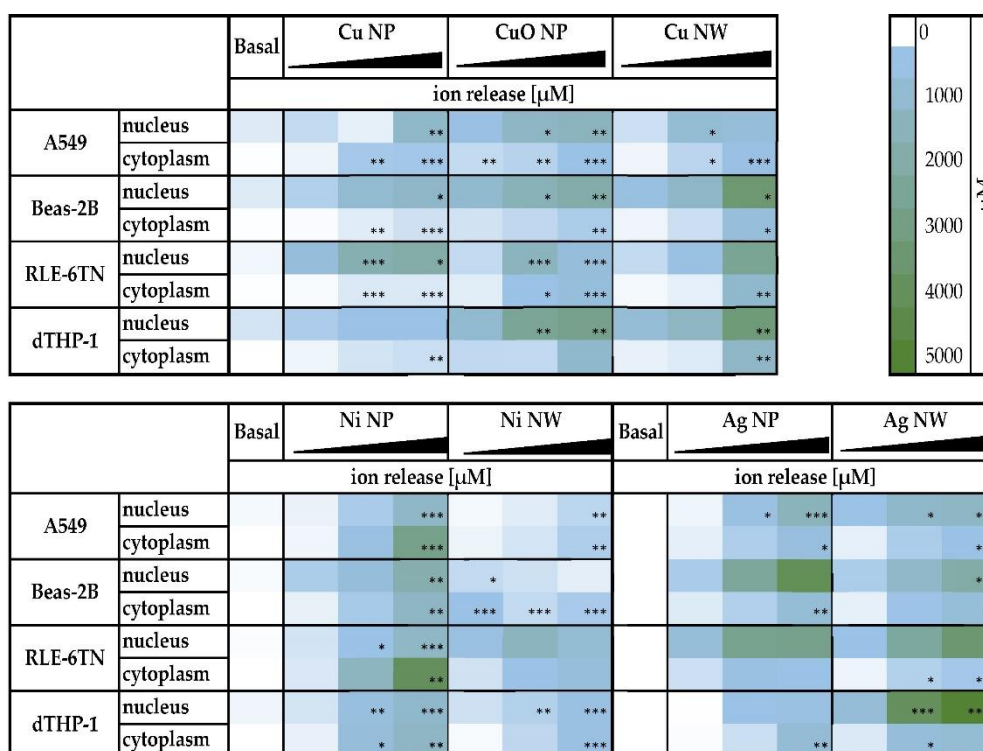 Basal Cu NP CuO NP Cu NW
ion release [µM]
A549 nucleus ** * ** *
cytoplasm ** *** ** ** *** * ***
Beas-2B nucleus * * ** *
cytoplasm ** *** ** *
RLE-6TN nucleus *** * *** ***
cytoplasm *** *** * *** **
dTHP-1 nucleus ** ** **
cytoplasm ** **
0
1000
2000
3000
4000
5000
Basal Ni NP Ni NW Basal Ag NP Ag NW
ion release [µM] ion release [µM]
A549 nucleus *** ** * *** * *
cytoplasm *** ** * *
Beas-2B nucleus ** * *
cytoplasm ** *** *** *** **
RLE-6TN nucleus * ***
cytoplasm ** * *
dTHP-1 nucleus ** *** ** *** *** **
cytoplasm * ** *** ** *